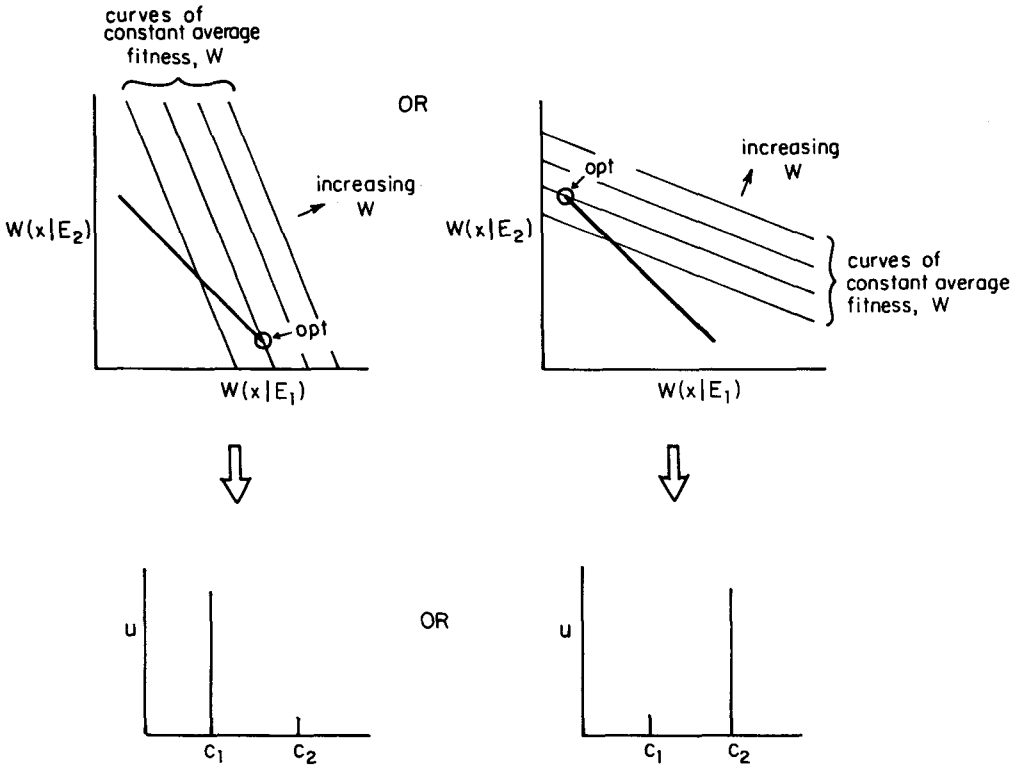 curves of
constant average
fitness, W
OR
increasing
W
W(x|E₂)
opt
W(x|E₁)
increasing
W
opt
W(x|E₂)
curves of
constant average
fitness, W
W(x|E₁)
u
c₁
c₂
OR
u
c₁
c₂